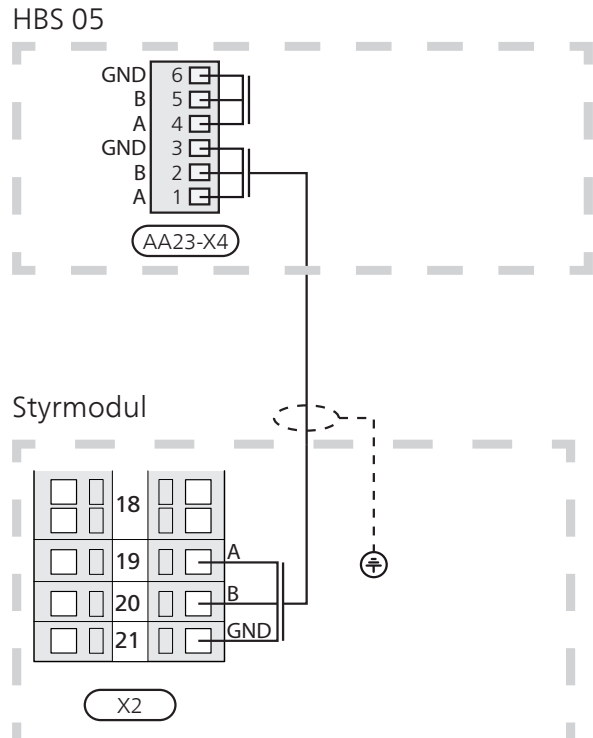 HBS 05
GND 6
B 5
A 4
GND 3
B 2
A 1
AA23-X4
Styrmodul
18
19 A
20 B
21 GND
X2